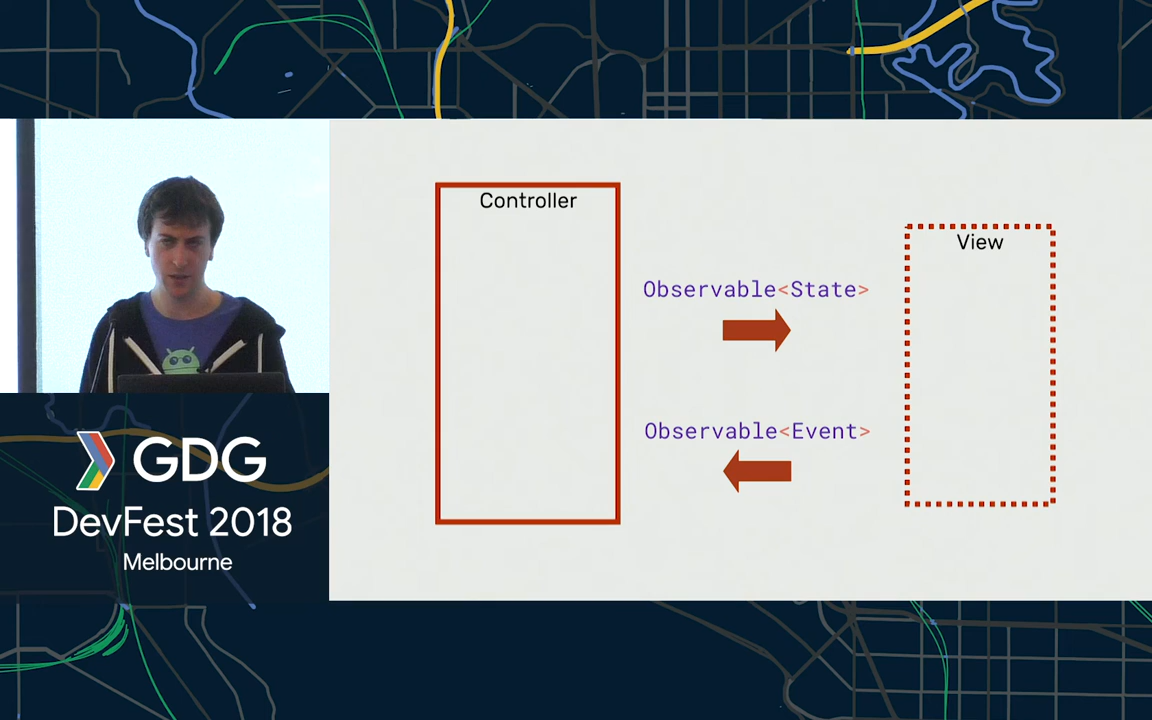 Controller
View
Observable<State>
Observable<Event>
GDG
DevFest 2018
Melbourne